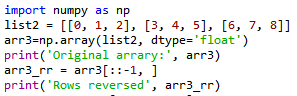 import numpy as np
list2 = [[0, 1, 2], [3, 4, 5], [6, 7, 8]]
arr3=np.array(list2, dtype='float')
print('Original arrary:', arr3)
arr3_rr = arr3[::-1, ]
print('Rows reversed', arr3_rr)